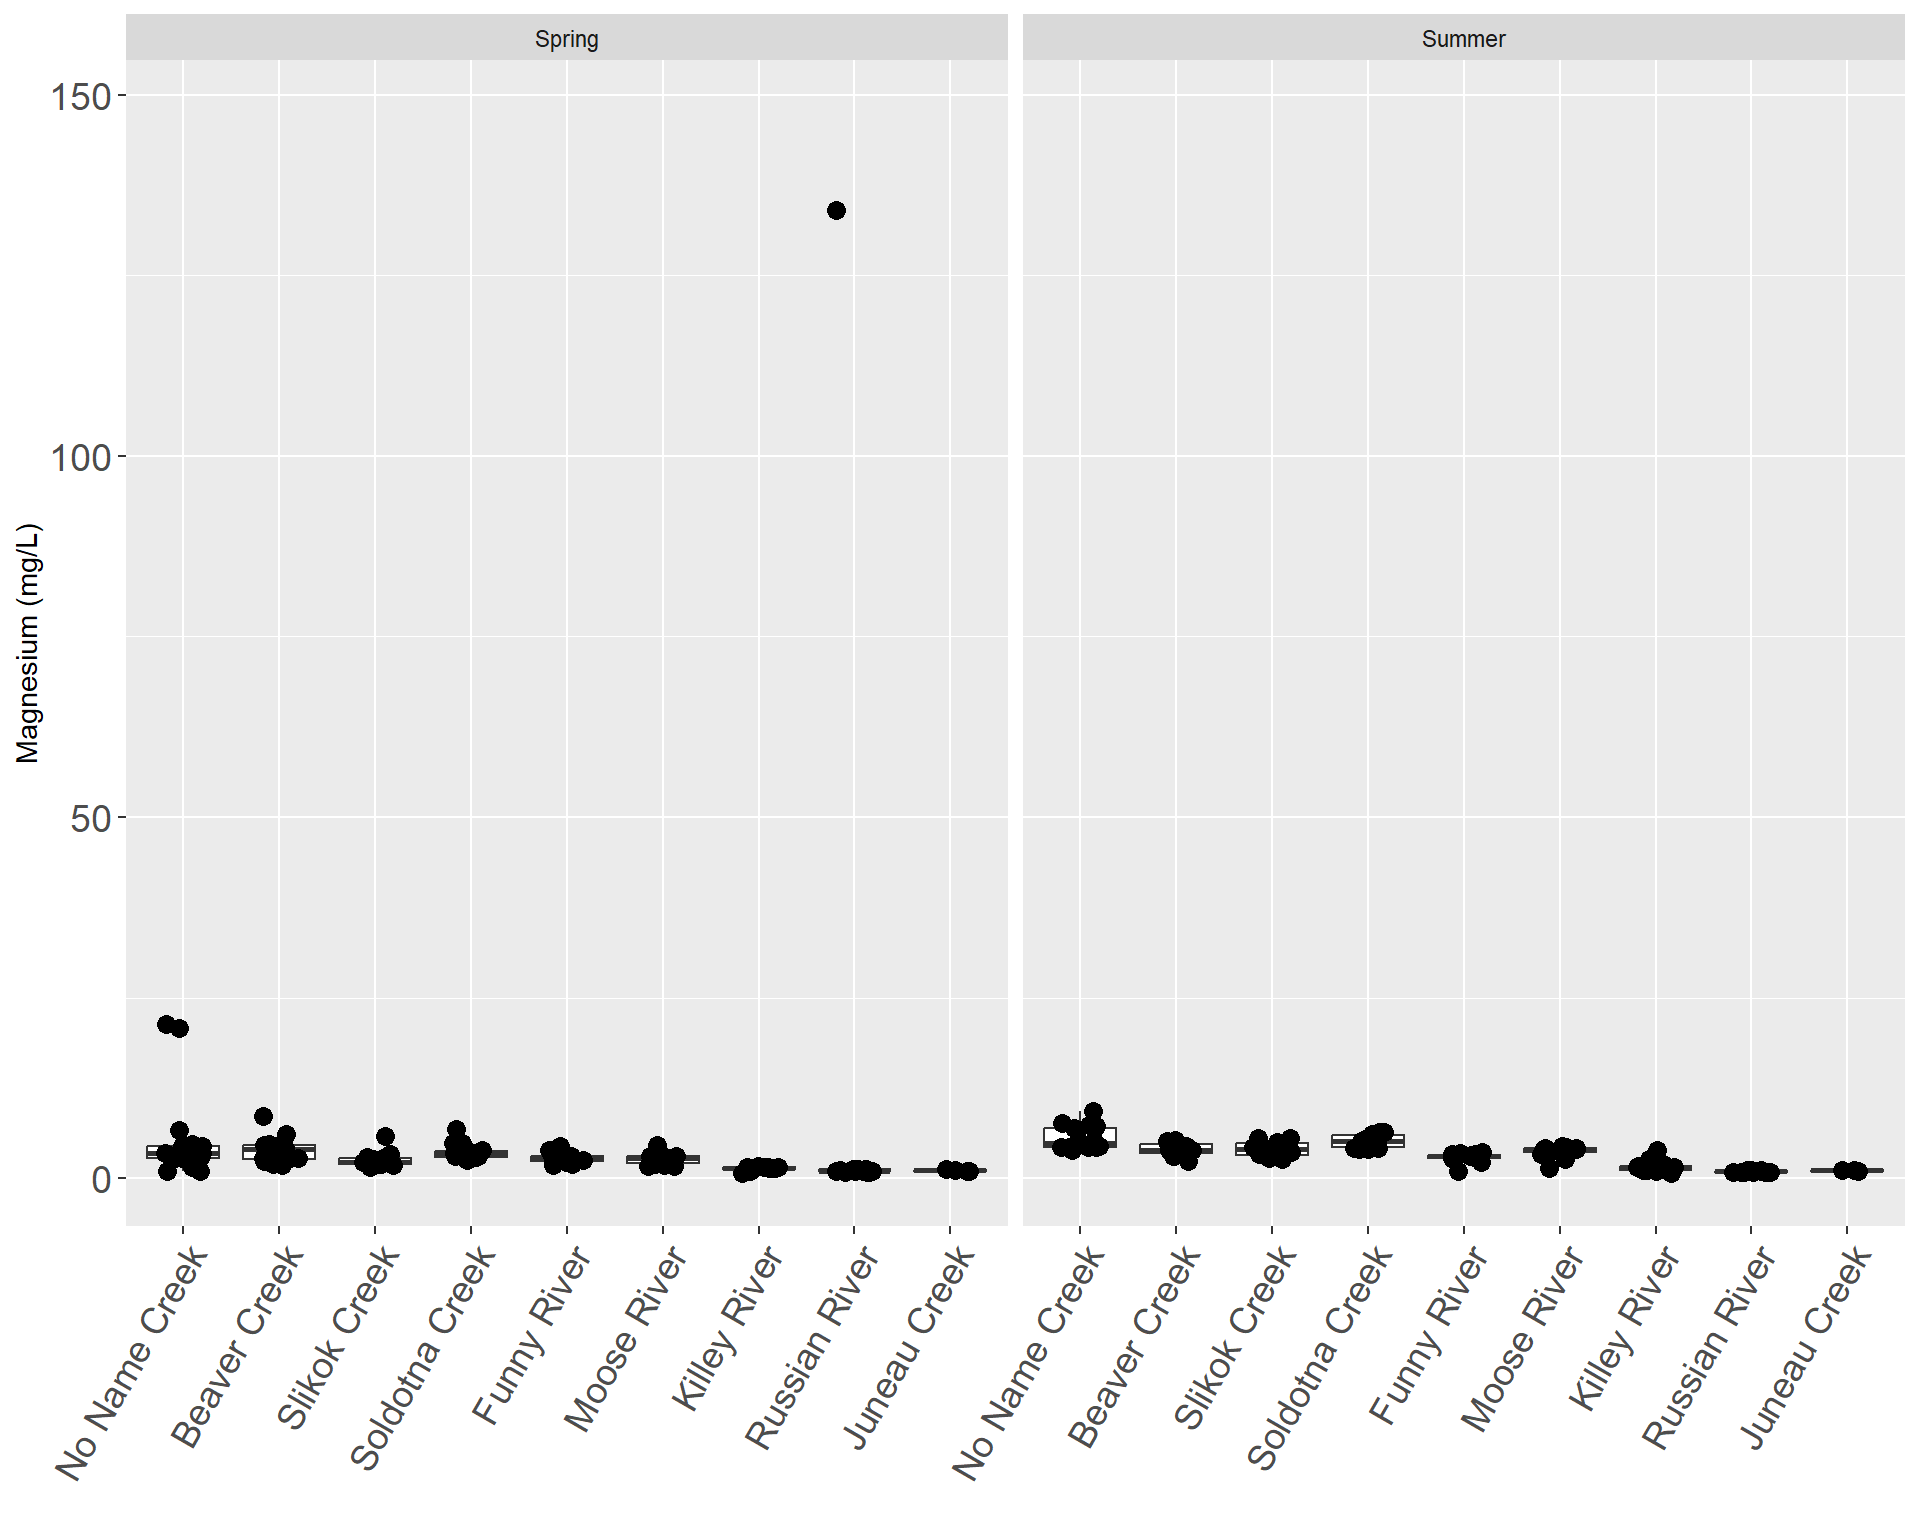 Spring
Summer
Magnesium (mg/L)
150
100
50
0
No Name Creek
Beaver Creek
Slikok Creek
Soldotna Creek
Funny River
Moose River
Killey River
Russian River
Juneau Creek
No Name Creek
Beaver Creek
Slikok Creek
Soldotna Creek
Funny River
Moose River
Killey River
Russian River
Juneau Creek